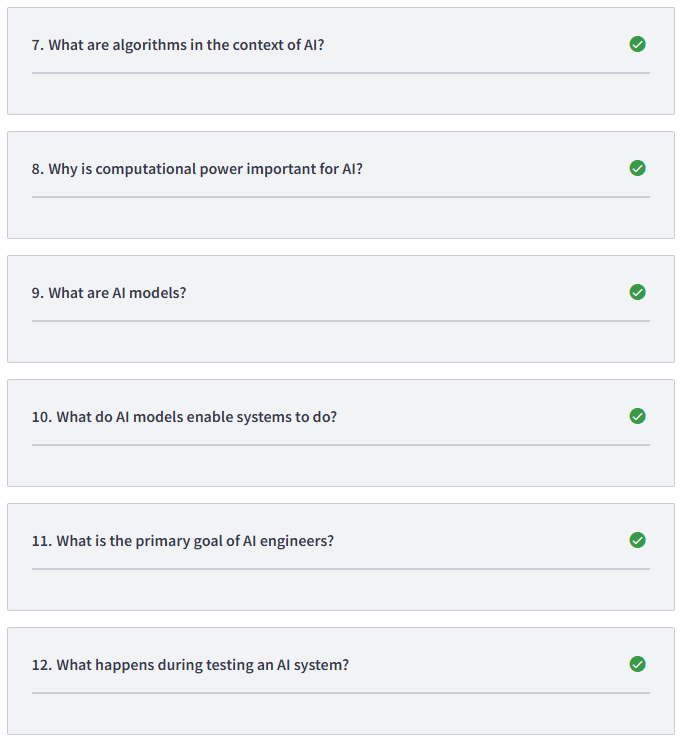 7. What are algorithms in the context of AI?
8. Why is computational power important for AI?
9. What are AI models?
10. What do AI models enable systems to do?
11. What is the primary goal of AI engineers?
12. What happens during testing an AI system?